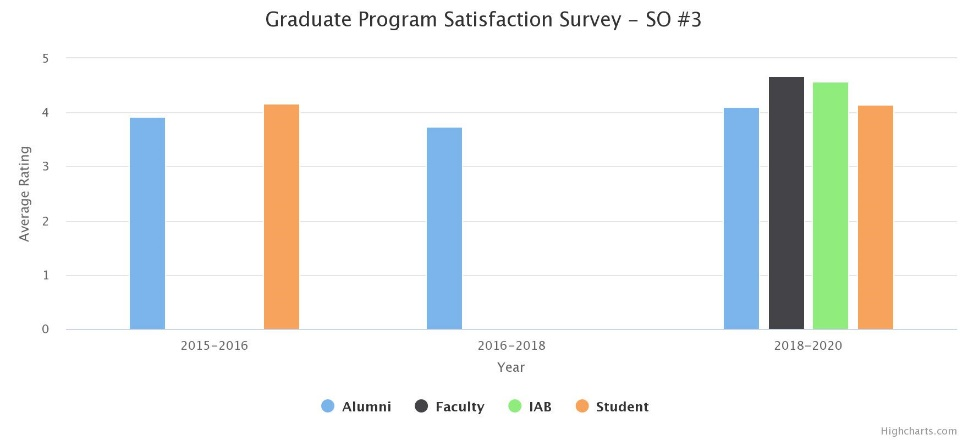 Graduate Program Satisfaction Survey – SO #3
5
4
3
2
1
0
Average Rating
2015-2016
2016-2018
2018-2020
Year
Alumni
Faculty
IAB
Student
Highcharts.com